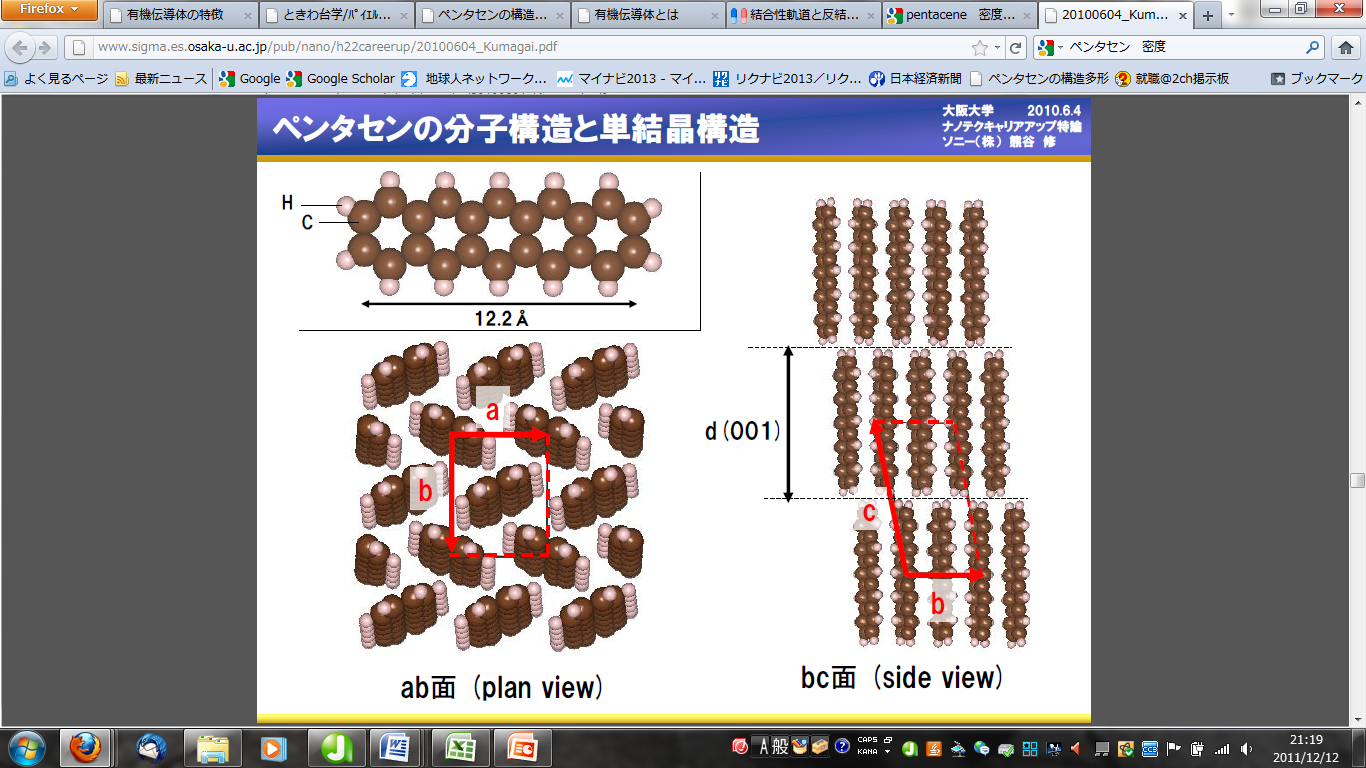 Firefox
有機伝導体の特徴
ときわ台学/ﾊﾟｲｴﾙ...
ペンタセンの構造...
有機伝導体とは
結合性軌道と反結...
pentacene　密度...
20100604_Kum...
www.sigma.es.osaka-u.ac.jp/pub/nano/h22careerup/20100604_Kumagai.pdf
ペンタセン　密度
よく見るページ
最新ニュース
Google
Google Scholar
地球人ネットワーク...
マイナビ2013 - マイ...
リクナビ2013／リク...
日本経済新聞
ペンタセンの構造多形
就職@2ch掲示板
ブックマーク
ペンタセンの分子構造と単結晶構造
大阪大学　2010.6.4
ナノテクキャリアアップ特論
ソニー（株） 熊谷 修
H
C
12.2Å
a
b
ab面 (plan view)
d(001)
c
b
bc面 (side view)
A 般
CAPS
KANA
21:19
2011/12/12